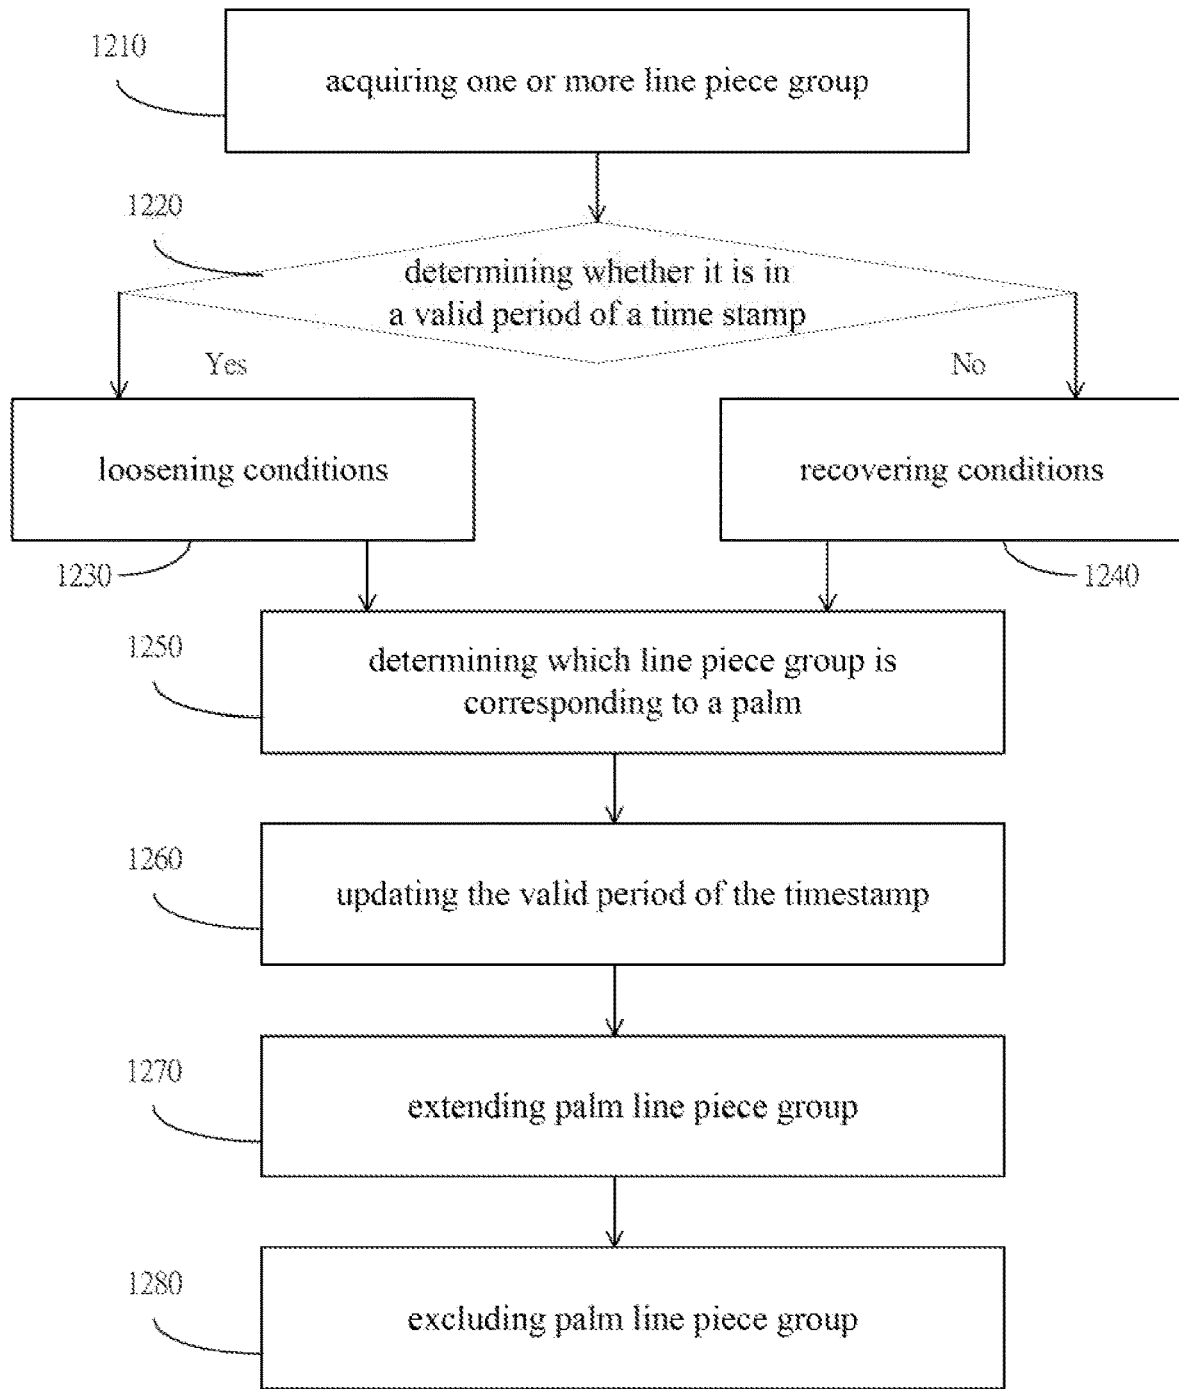 1210
acquiring one or more line piece group
1220
determining whether it is in
a valid period of a time stamp
Yes
No
loosening conditions
recovering conditions
1230
1240
1250
determining which line piece group is
corresponding to a palm
1260
updating the valid period of the timestamp
1270
extending palm line piece group
1280
excluding palm line piece group